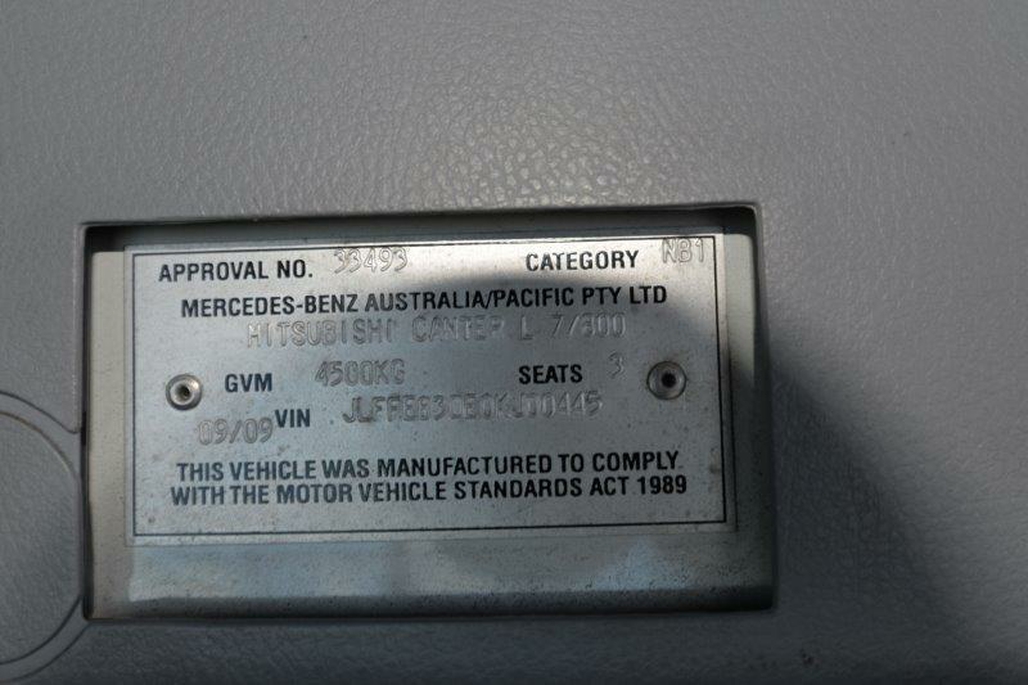 APPROVAL NO. 33493 CATEGORY NB1
MERCEDES-BENZ AUSTRALIA/PACIFIC PTY LTD
MITSUBISHI CANTER L 7/800
GVM 4500KG SEATS 3
09/09 VIN
THIS VEHICLE WAS MANUFACTURED TO COMPLY
WITH THE MOTOR VEHICLE STANDARDS ACT 1989